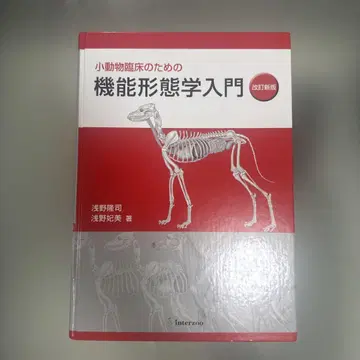 小動物臨床のための
機能形態学入門
改訂新版
浅野隆司
浅野妃美 著
Interzoo